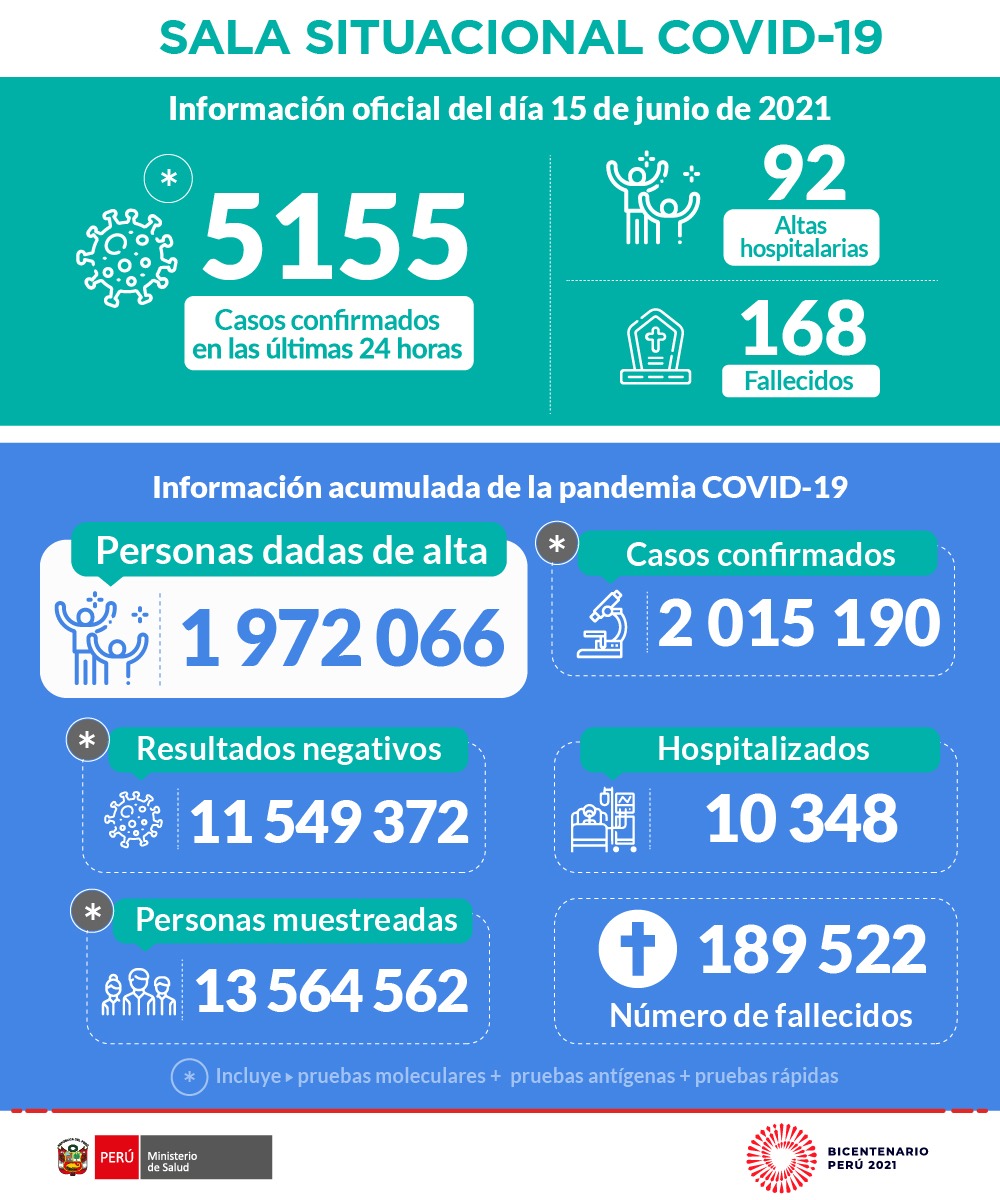 SALA SITUACIONAL COVID-19
Información oficial del día 15 de junio de 2021
*
5155
Casos confirmados
en las últimas 24 horas
92
Altas
hospitalarias
168
Fallecidos
Información acumulada de la pandemia COVID-19
Personas dadas de alta
1 972 066
*
Casos confirmados
2 015 190
*
Resultados negativos
11 549 372
Hospitalizados
10 348
*
Personas muestreadas
13 564 562
189 522
Número de fallecidos
* Incluye ▸ pruebas moleculares + pruebas antígenas + pruebas rápidas
PERÚ
Ministerio
de Salud
BICENTENARIO
PERÚ 2021